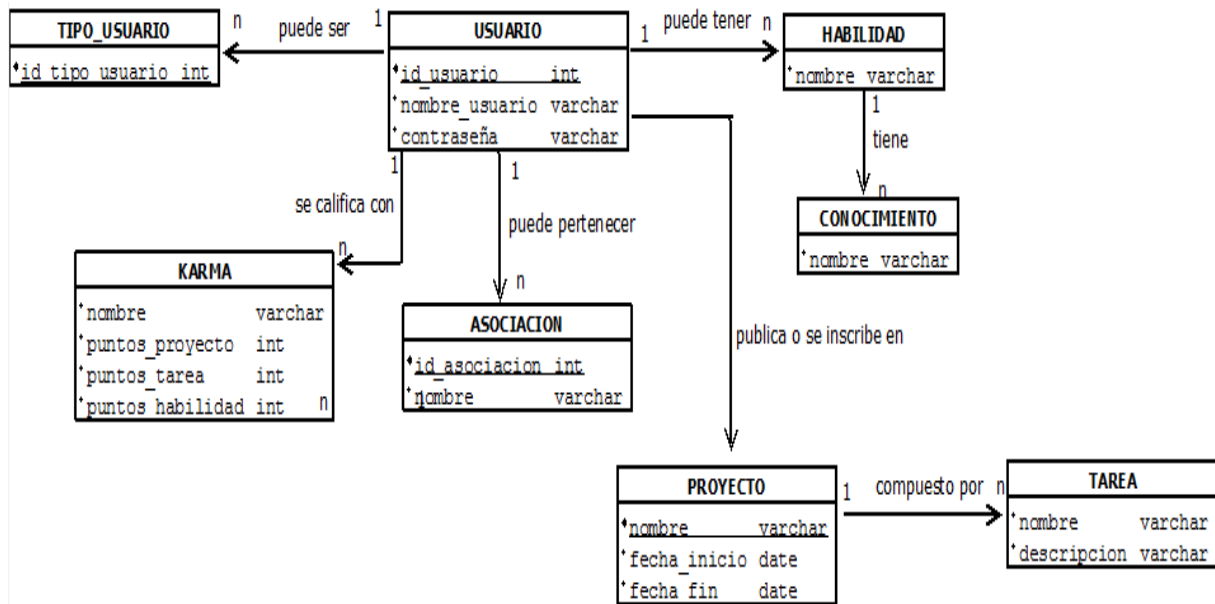 TIPO_USUARIO
id_tipo_usuario int
n
puede ser
1
USUARIO
id_usuario int
nombre_usuario varchar
contraseña varchar
1
puede tener
n
HABILIDAD
nombre varchar
1
tiene
n
CONOCIMIENTO
nombre varchar
1
se califica con
n
KARMA
nombre varchar
puntos_proyecto int
puntos_tarea int
puntos_habilidad int
n
1
puede pertenecer
n
ASOCIACION
id_asociacion int
nombre varchar
1
publica o se inscribe en
PROYECTO
nombre varchar
fecha_inicio date
fecha_fin date
1
compuesto por
n
TAREA
nombre varchar
descripcion varchar